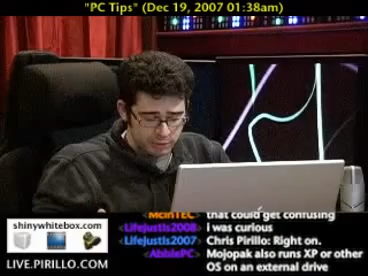 "PC Tips" (Dec 19, 2007 01:38am)
McInTEC> that could get confusing
<LifeJustIs2008> i was curious
<LifeJustIs2007> Chris Pirillo: Right on.
<AbbiePC> Mojopak also runs XP or other
OS on an external drive
shinywhitebox.com
LIVE.PIRILLO.COM